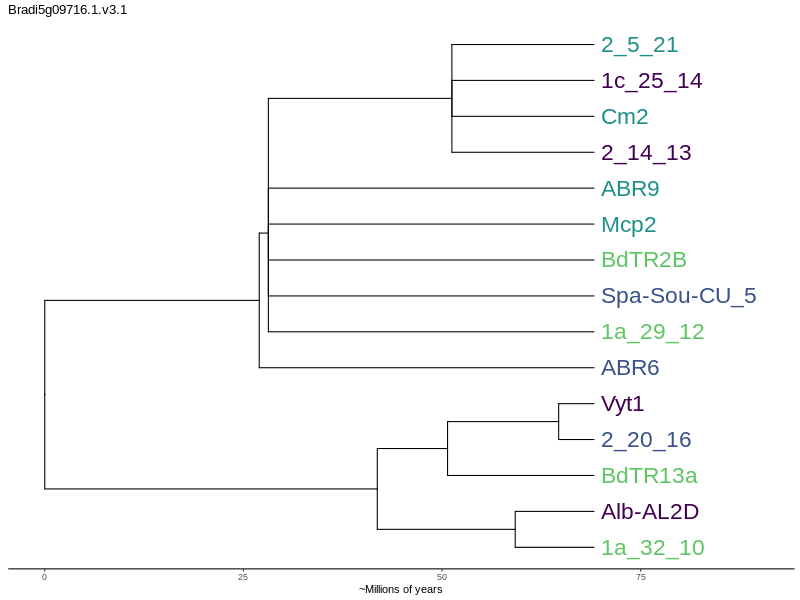 Bradi5g09716.1.v3.1
2_5_21
1c_25_14
Cm2
2_14_13
ABR9
Mcp2
BdTR2B
Spa-Sou-CU_5
1a_29_12
ABR6
Vyt1
2_20_16
BdTR13a
Alb-AL2D
1a_32_10
0 25 50 75
~Millions of years